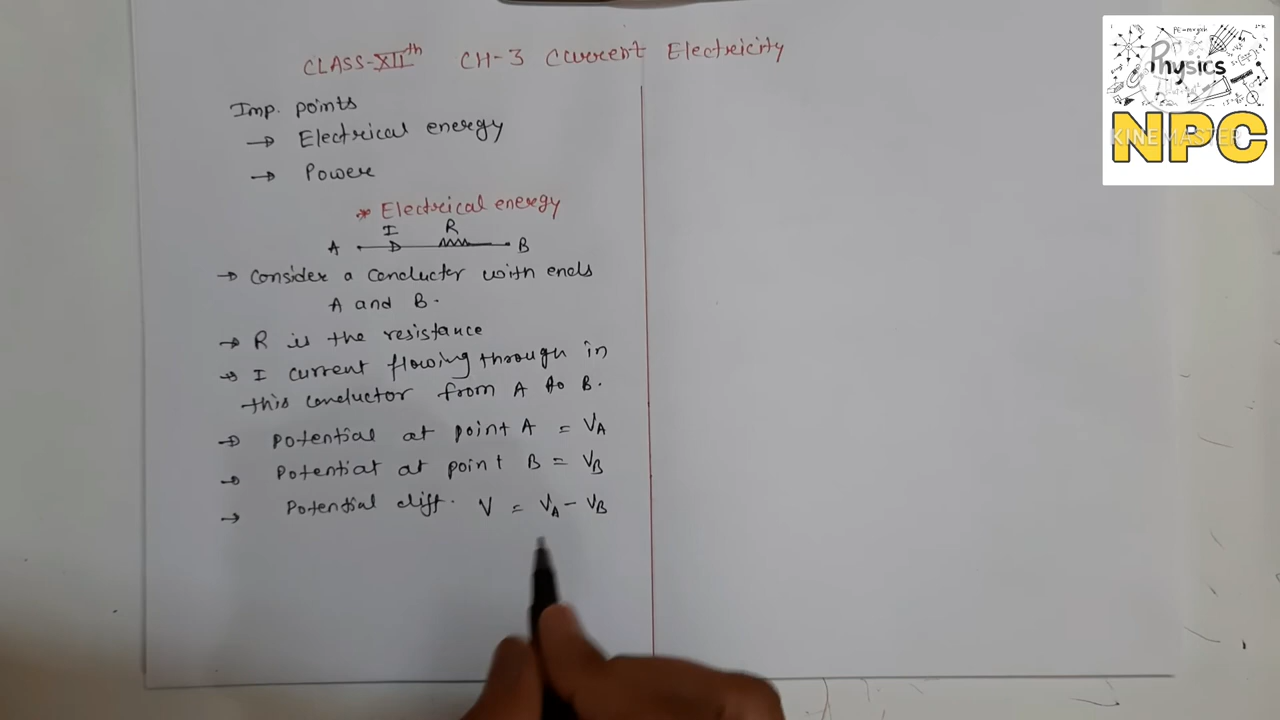 CLASS-XIIth CH-3 Current Electricity
Imp. points
→ Electrical energy
→ Power
* Electrical energy
I R
A B
→ Consider a conductor with ends
A and B.
→ R is the resistance
→ I current flowing through in
this conductor from A to B.
→ Potential at point A = VA
→ Potential at point B = VB
→ Potential diff. V = VA - VB
Physics
NPC
KINEMASTER